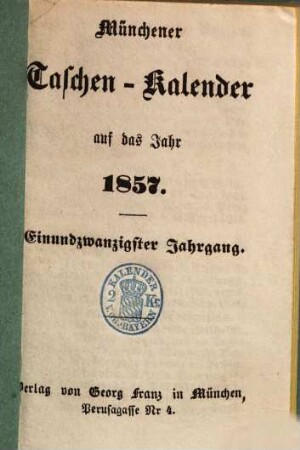 Münchener
Taschen-Kalender
auf das Jahr
1857.
Einundzwanzigster Jahrgang.
KALENDER
2 Kr.
BAYERN
Verlag von Georg Franz in München,
Perusagasse Nr 4.